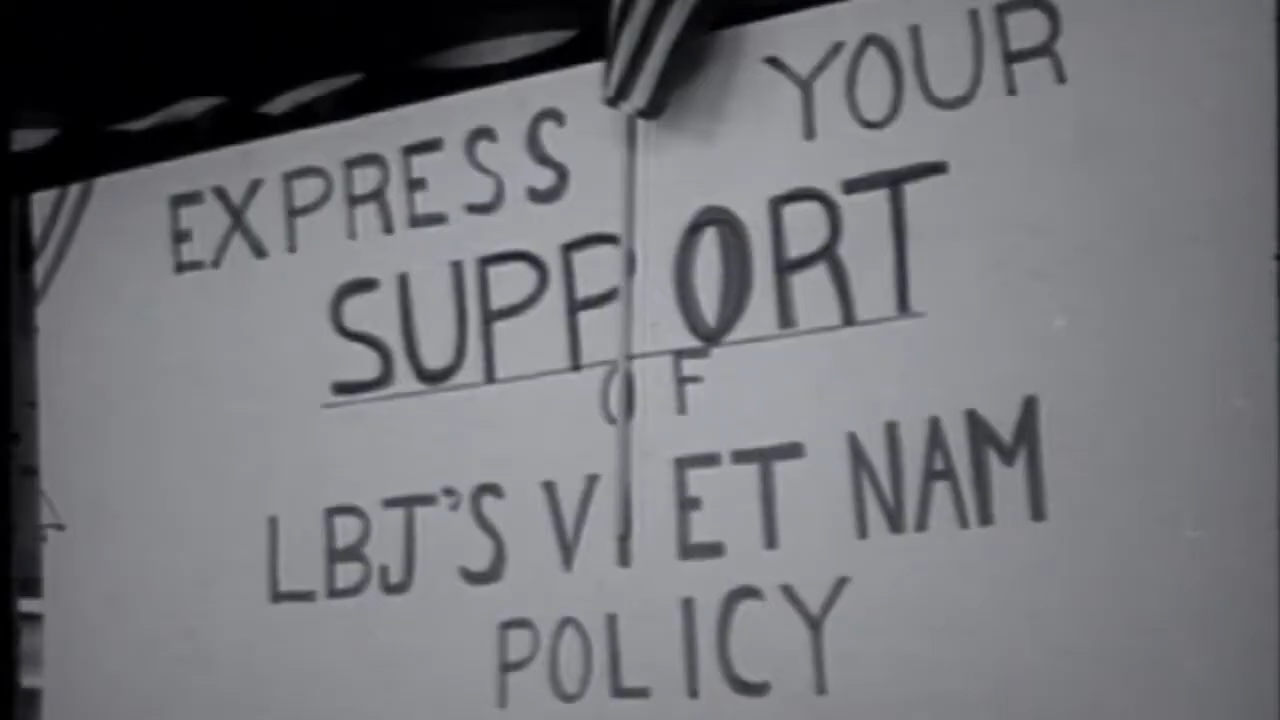 EXPRESS YOUR
SUPPORT
OF
LBJ'S VIET NAM
POLICY